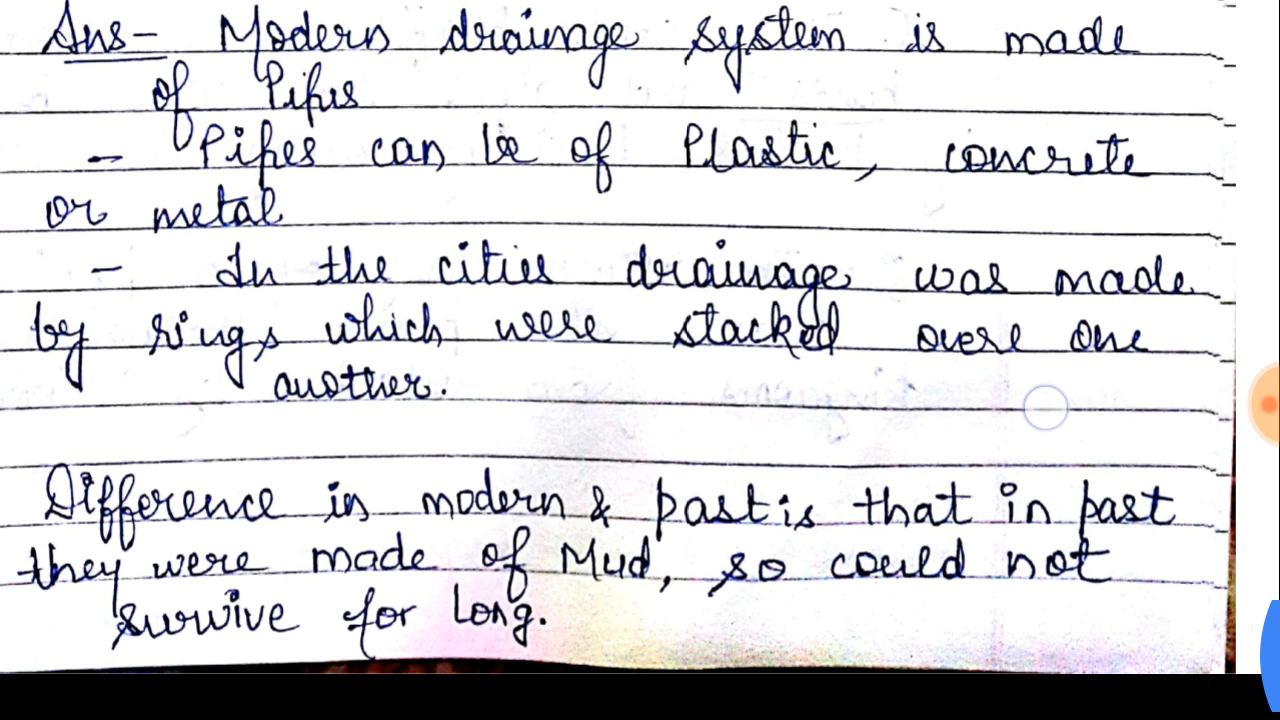 Ans- Modern drainage system is made
of Pipes
- Pipes can be of Plastic, concrete
or metal
- In the cities drainage was made
by rings which were stacked over one
another.
Difference in modern & past is that in past
they were made of Mud, so could not
survive for Long.